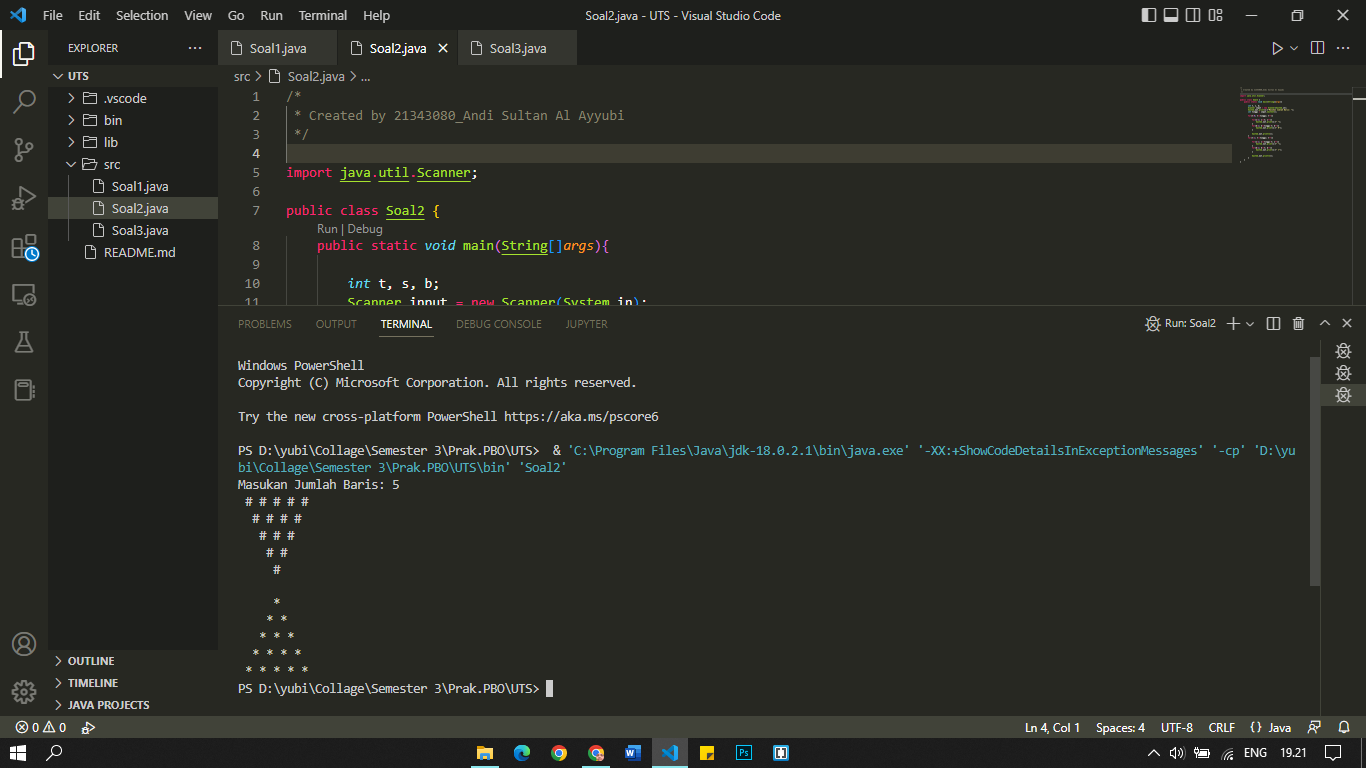 File Edit Selection View Go Run Terminal Help Soal2.java - UTS - Visual Studio Code
EXPLORER ...
Soal1.java Soal2.java Soal3.java
UTS
src > Soal2.java > ...
.vscode
bin
lib
src
Soal1.java
Soal2.java
Soal3.java
README.md
1 /*
2 * Created by 21343080_Andi Sultan Al Ayyubi
3 */
4
5 import java.util.Scanner;
6
7 public class Soal2 {
Run | Debug
8 public static void main(String[]args){
9
10 int t, s, b;
11 Scanner input = new Scanner(System.in);
PROBLEMS OUTPUT TERMINAL DEBUG CONSOLE JUPYTER Run: Soal2
Windows PowerShell
Copyright (C) Microsoft Corporation. All rights reserved.
Try the new cross-platform PowerShell https://aka.ms/pscore6
PS D:\yubi\Collage\Semester 3\Prak.PBO\UTS> & 'C:\Program Files\Java\jdk-18.0.2.1\bin\java.exe' '-XX:+ShowCodeDetailsInExceptionMessages' '-cp' 'D:\yu
bi\Collage\Semester 3\Prak.PBO\UTS\bin' 'Soal2'
Masukan Jumlah Baris: 5
# # # # #
# # # #
# # #
# #
#
*
* *
* * *
* * * *
* * * * *
PS D:\yubi\Collage\Semester 3\Prak.PBO\UTS>
OUTLINE
TIMELINE
JAVA PROJECTS
0 0 Ln 4, Col 1 Spaces: 4 UTF-8 CRLF {} Java
ENG 19.21